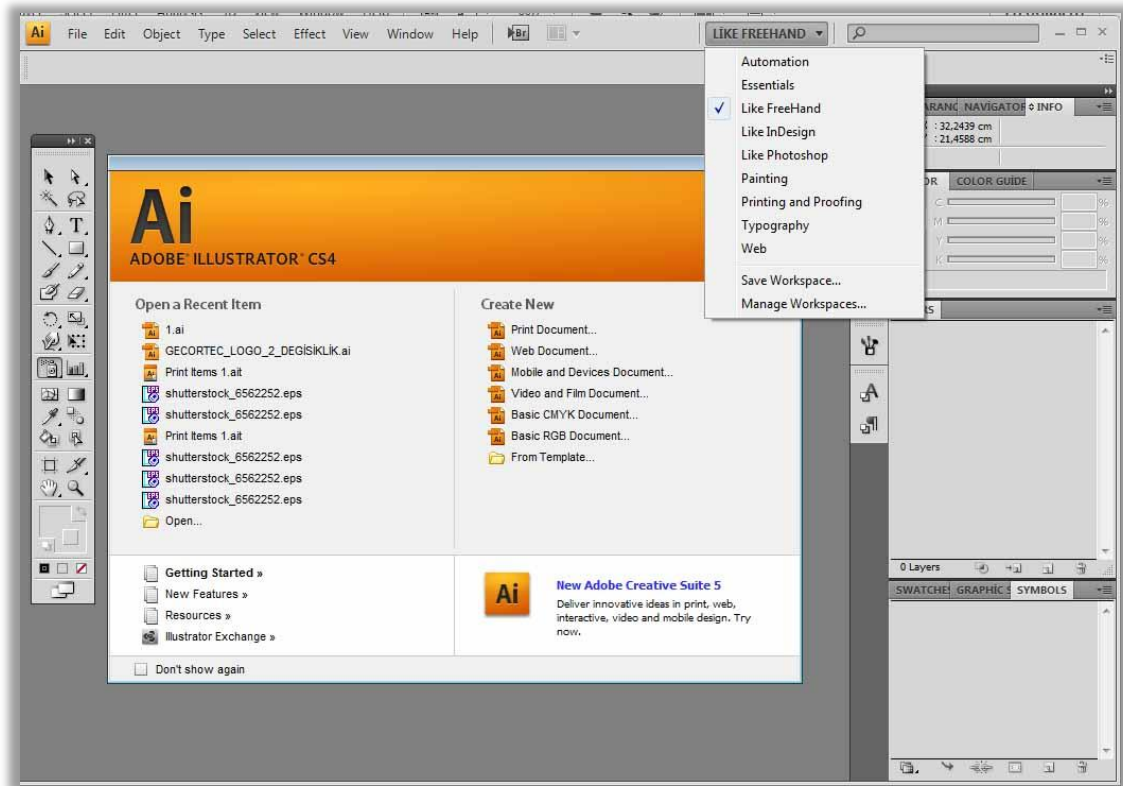 Ai File Edit Object Type Select Effect View Window Help Br LİKE FREEHAND
Automation
Essentials
Like FreeHand
Like InDesign
Like Photoshop
Painting
Printing and Proofing
Typography
Web
Save Workspace...
Manage Workspaces...
NAVİGATOR INFO
: 32,2439 cm
: 21,4588 cm
COLOR GUİDE
C %
M %
Y %
K %
Ai
ADOBE® ILLUSTRATOR® CS4
Open a Recent Item
1.ai
GECORTEC_LOGO_2_DEGİSİKLİK.ai
Print Items 1.ait
shutterstock_6562252.eps
shutterstock_6562252.eps
Print Items 1.ait
shutterstock_6562252.eps
shutterstock_6562252.eps
shutterstock_6562252.eps
Open...
Create New
Print Document...
Web Document...
Mobile and Devices Document...
Video and Film Document...
Basic CMYK Document...
Basic RGB Document...
From Template...
Getting Started »
New Features »
Resources »
Illustrator Exchange »
Ai
New Adobe Creative Suite 5
Deliver innovative ideas in print, web,
interactive, video and mobile design. Try
now.
Don't show again
0 Layers
SWATCHE GRAPHİC S SYMBOLS